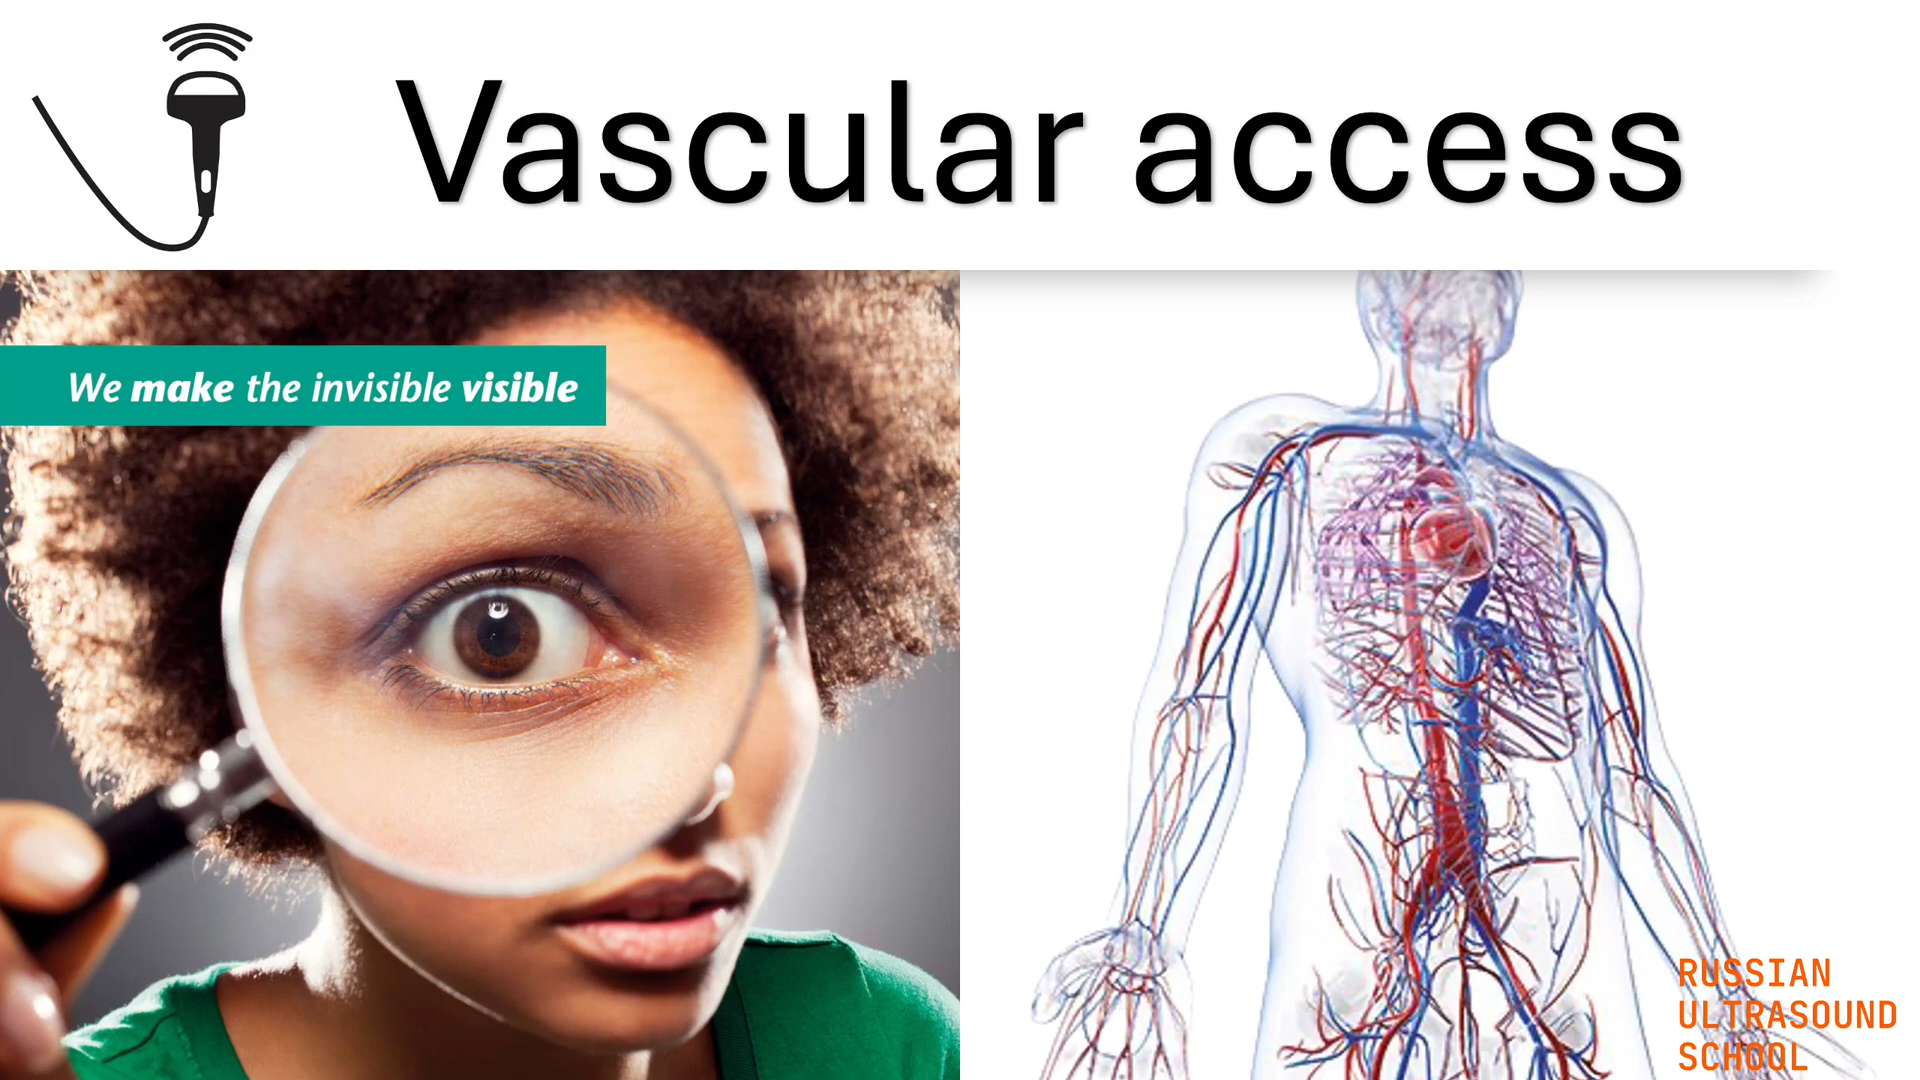 Vascular access
We make the invisible visible
RUSSIAN
ULTRASOUND
SCHOOL